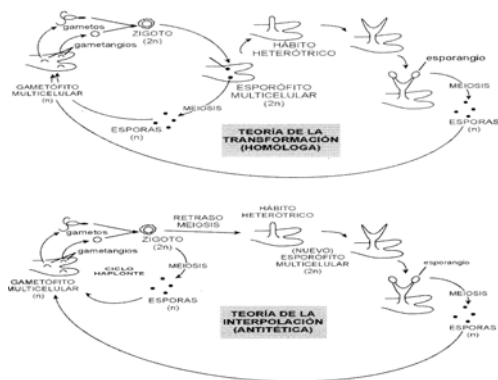 gametos
gametangios
ZIGOTO
(2n)
HÁBITO
HETERÓTRICO
esporangio
GAMETÓFITO
MULTICELULAR
(n)
MEIOSIS
ESPORÓFITO
MULTICELULAR
(2n)
ESPORAS
(n)
MEIOSIS
ESPORAS
(n)
TEORÍA DE LA
TRANSFORMACIÓN
(HOMÓLOGA)
gametos
gametangios
ZIGOTO
(2n)
RETRASO
MEIOSIS
HÁBITO
HETERÓTRICO
(NUEVO)
ESPORÓFITO
MULTICELULAR
(2n)
esporangio
CICLO
HAPLONTE
MEIOSIS
GAMETÓFITO
MULTICELULAR
(n)
ESPORAS
(n)
MEIOSIS
ESPORAS
(n)
TEORÍA DE LA
INTERPOLACIÓN
(ANTITÉTICA)